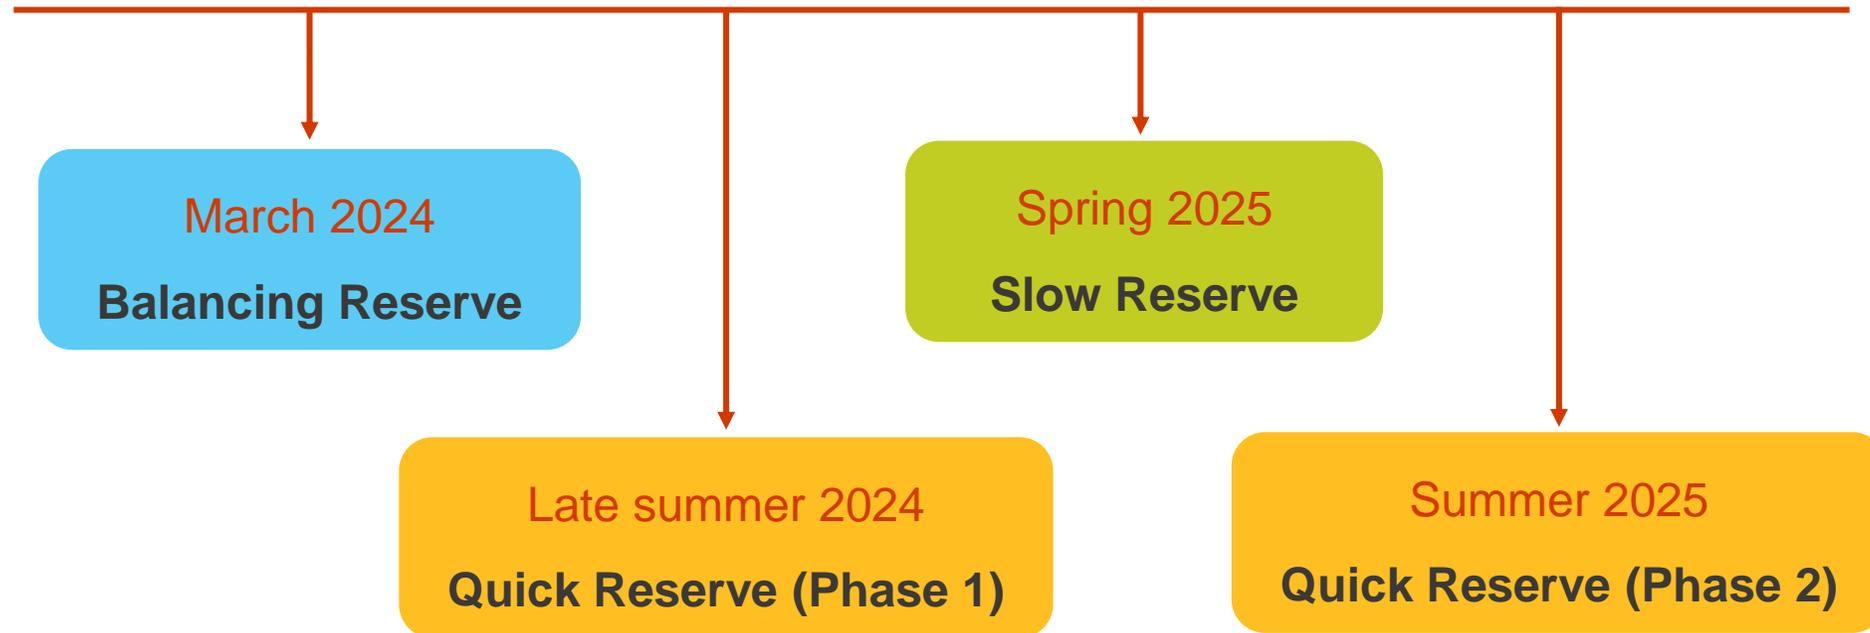 March 2024
Balancing Reserve
Late summer 2024
Quick Reserve (Phase 1)
Spring 2025
Slow Reserve
Summer 2025
Quick Reserve (Phase 2)